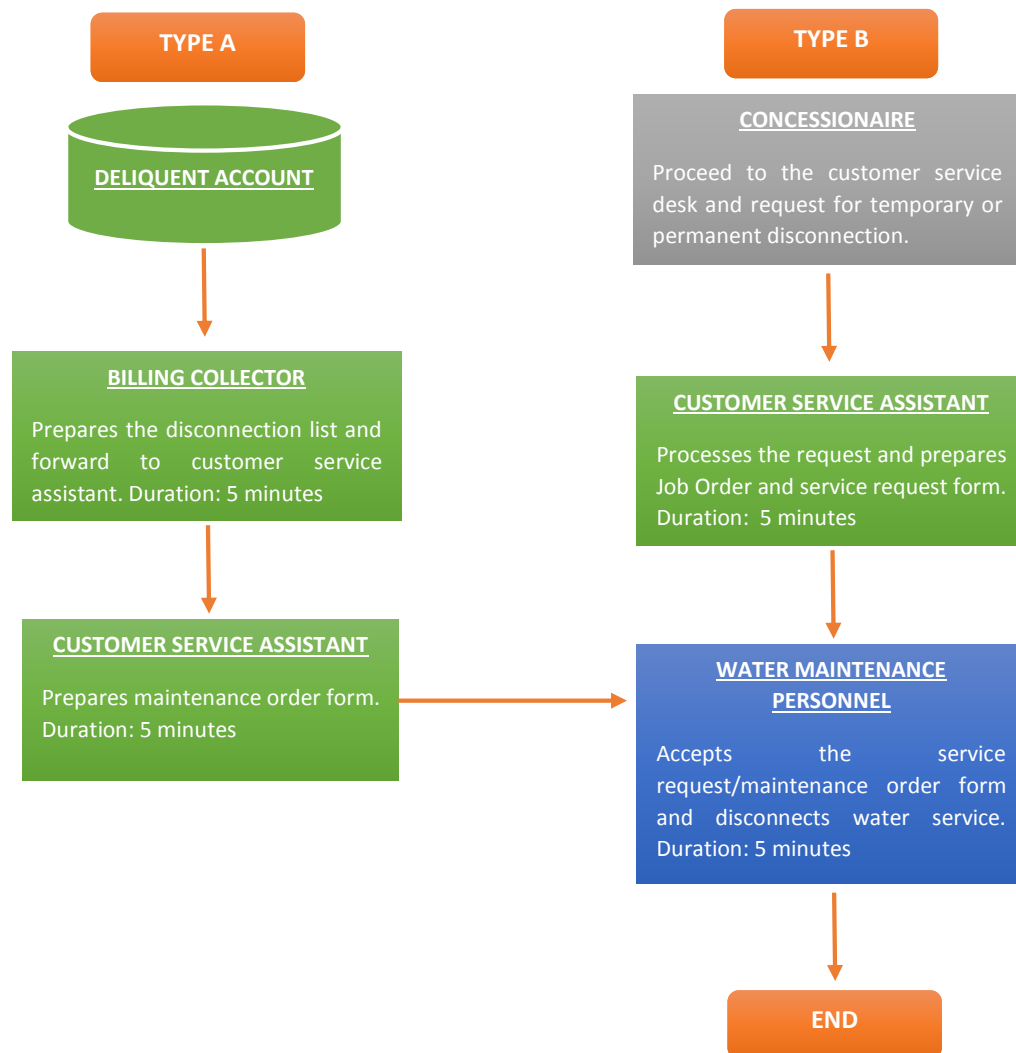 TYPE A
DELIQUENT ACCOUNT
BILLING COLLECTOR
Prepares the disconnection list and
forward to customer service
assistant. Duration: 5 minutes
CUSTOMER SERVICE ASSISTANT
Prepares maintenance order form.
Duration: 5 minutes
TYPE B
CONCESSIONAIRE
Proceed to the customer service
desk and request for temporary or
permanent disconnection.
CUSTOMER SERVICE ASSISTANT
Processes the request and prepares
Job Order and service request form.
Duration: 5 minutes
WATER MAINTENANCE
PERSONNEL
Accepts the service
request/maintenance order form
and disconnects water service.
Duration: 5 minutes
END